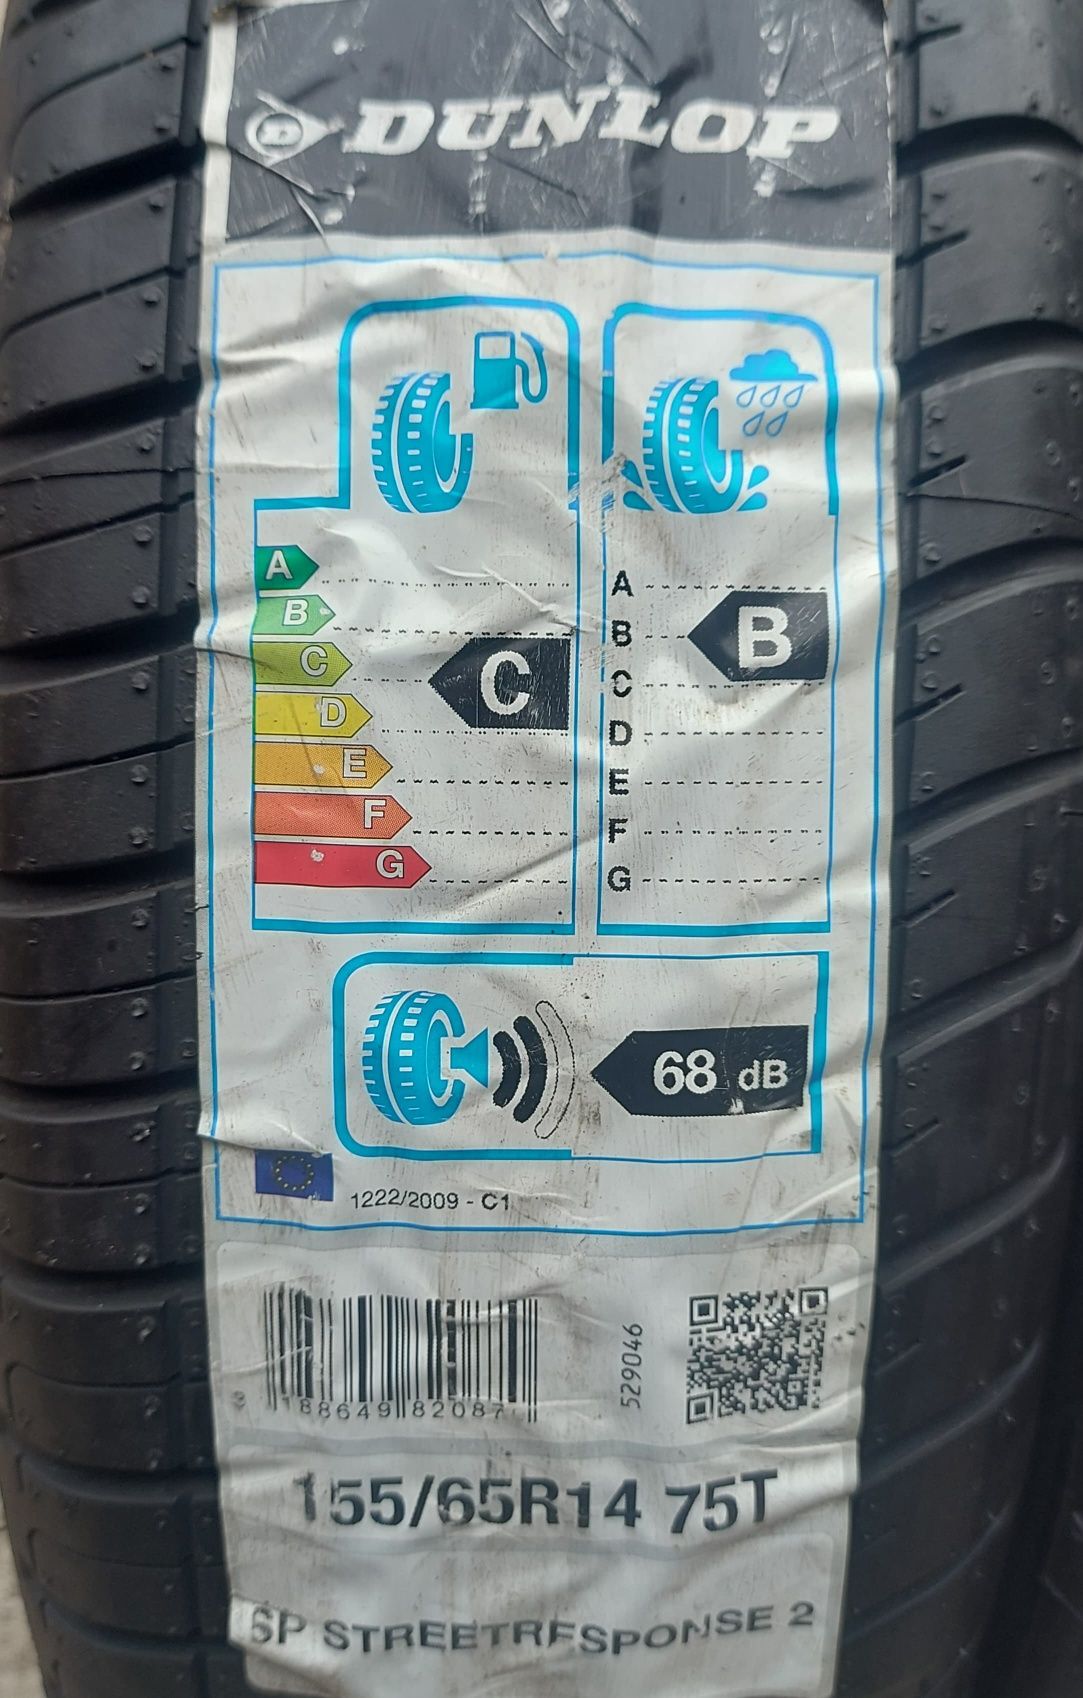 DUNLOP
A
B
C
D
E
F
G
C
A
B
C
D
E
F
G
B
68 dB
1222/2009 - C1
529046
155/65R14 75T
SP STREETRESPONSE 2